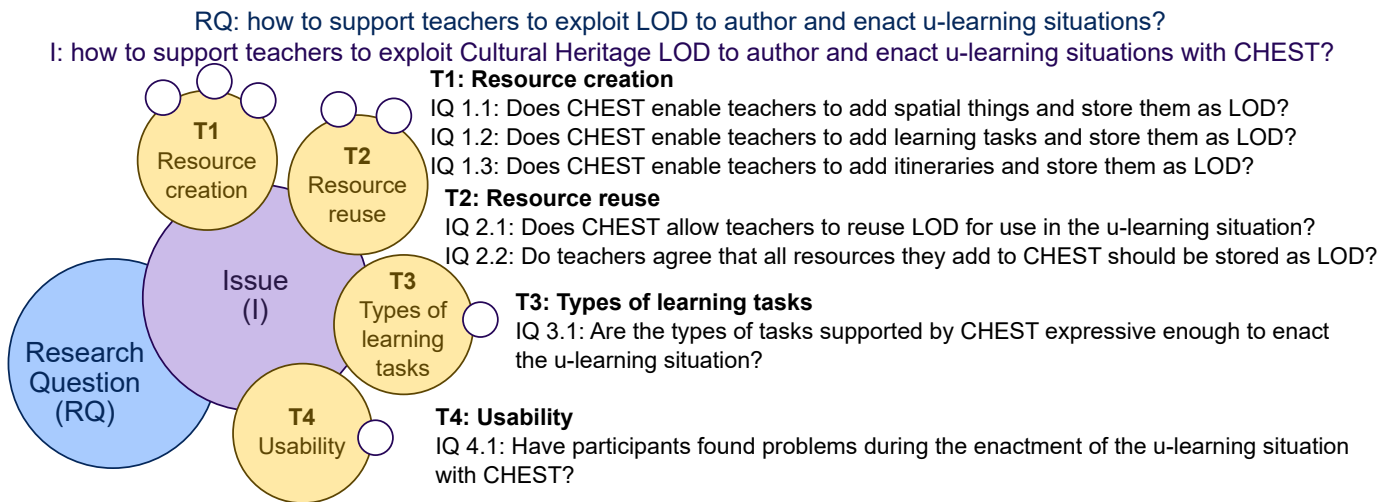 RQ: how to support teachers to exploit LOD to author and enact u-learning situations?
I: how to support teachers to exploit Cultural Heritage LOD to author and enact u-learning situations with CHEST?
T1
Resource
creation
T2
Resource
reuse
Issue
(I)
T3
Types of
learning
tasks
Research
Question
(RQ)
T4
Usability
T1: Resource creation
IQ 1.1: Does CHEST enable teachers to add spatial things and store them as LOD?
IQ 1.2: Does CHEST enable teachers to add learning tasks and store them as LOD?
IQ 1.3: Does CHEST enable teachers to add itineraries and store them as LOD?
T2: Resource reuse
IQ 2.1: Does CHEST allow teachers to reuse LOD for use in the u-learning situation?
IQ 2.2: Do teachers agree that all resources they add to CHEST should be stored as LOD?
T3: Types of learning tasks
IQ 3.1: Are the types of tasks supported by CHEST expressive enough to enact
the u-learning situation?
T4: Usability
IQ 4.1: Have participants found problems during the enactment of the u-learning situation
with CHEST?